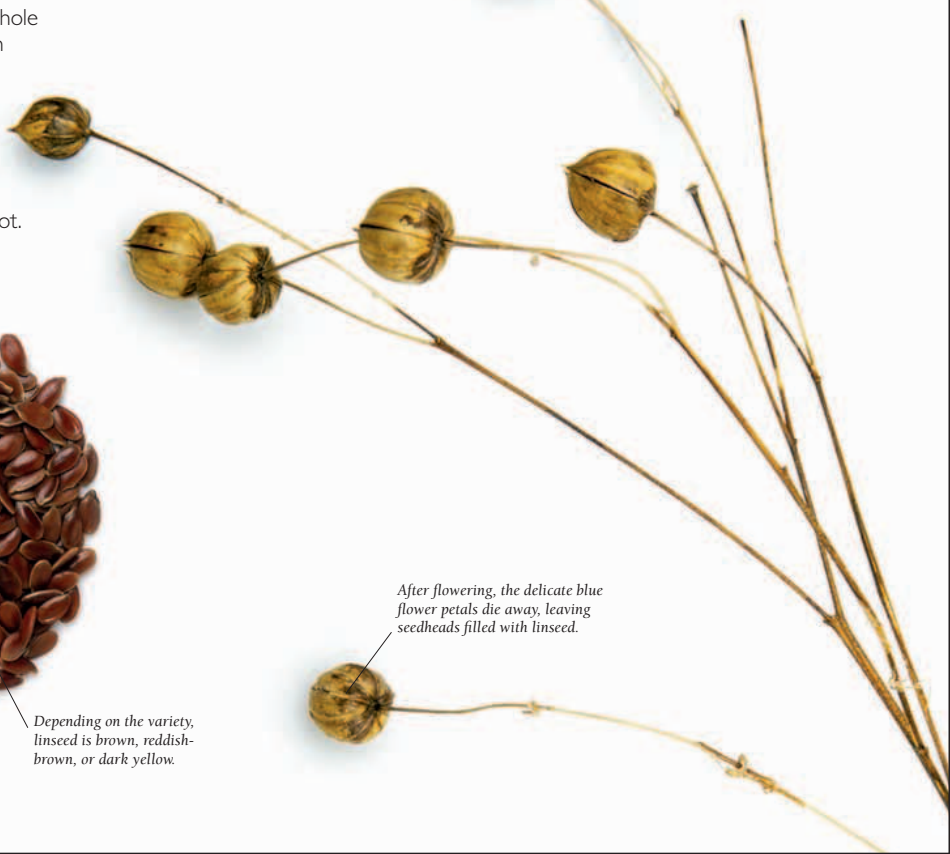 hole
n
ot.
After flowering, the delicate blue
flower petals die away, leaving
seedheads filled with linseed.
Depending on the variety,
linseed is brown, reddish-
brown, or dark yellow.